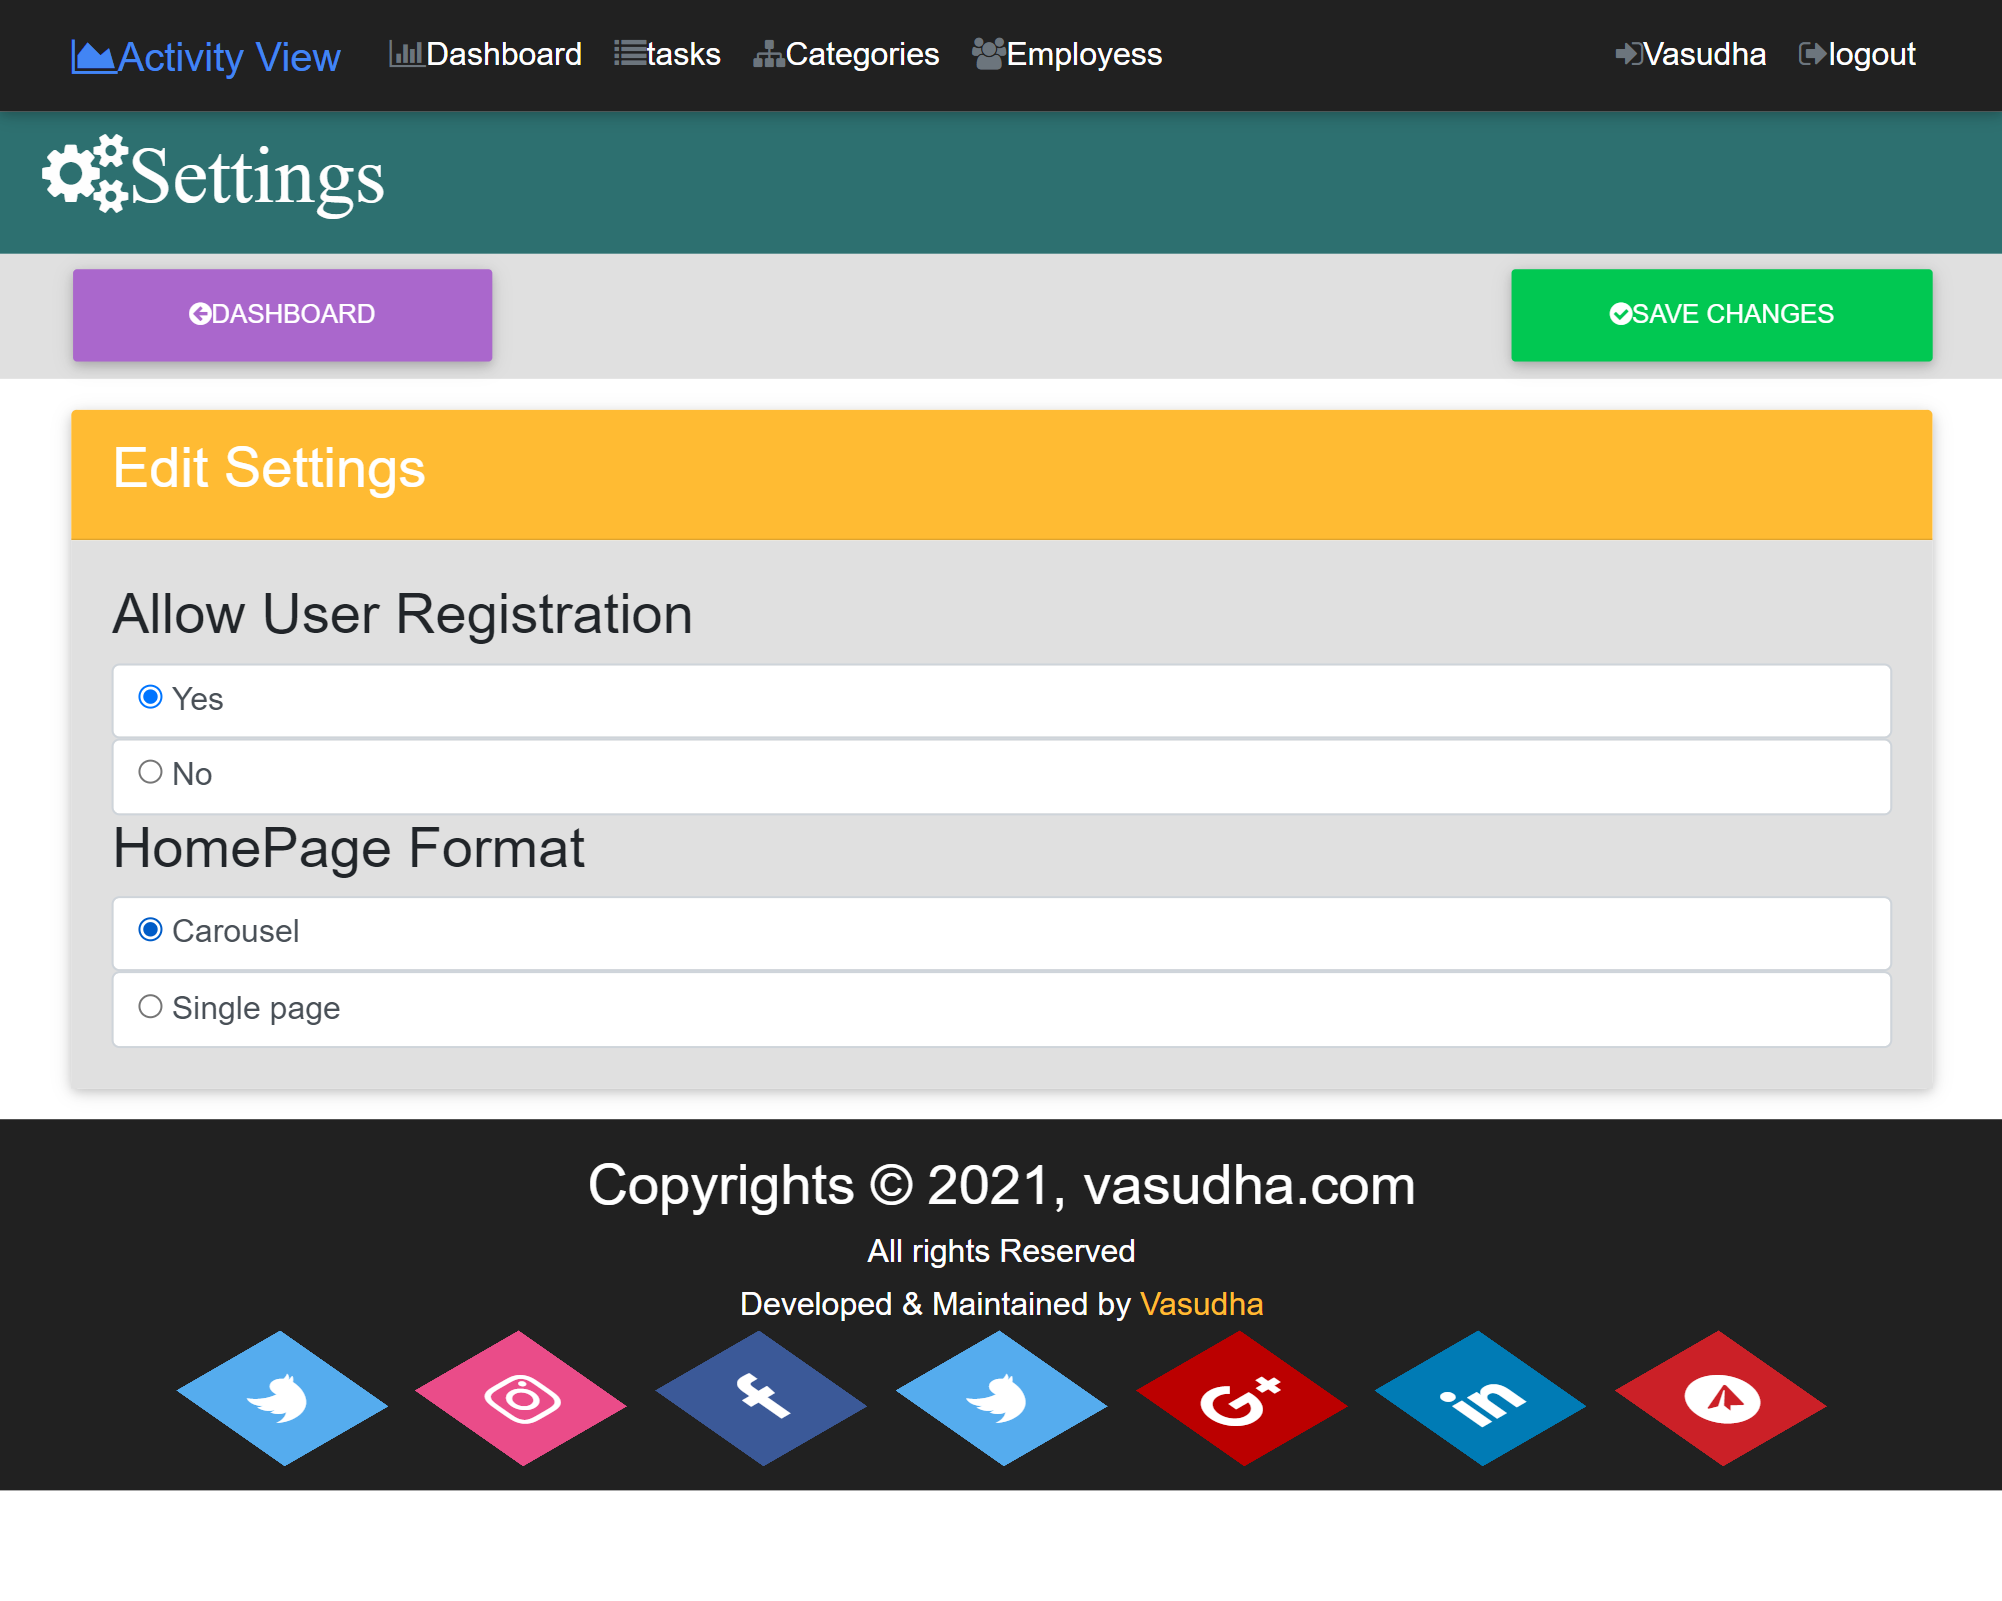 Activity View Dashboard tasks Categories Employess Vasudha logout
Settings
DASHBOARD SAVE CHANGES
Edit Settings
Allow User Registration
Yes
No
HomePage Format
Carousel
Single page
Copyrights © 2021, vasudha.com
All rights Reserved
Developed & Maintained by Vasudha